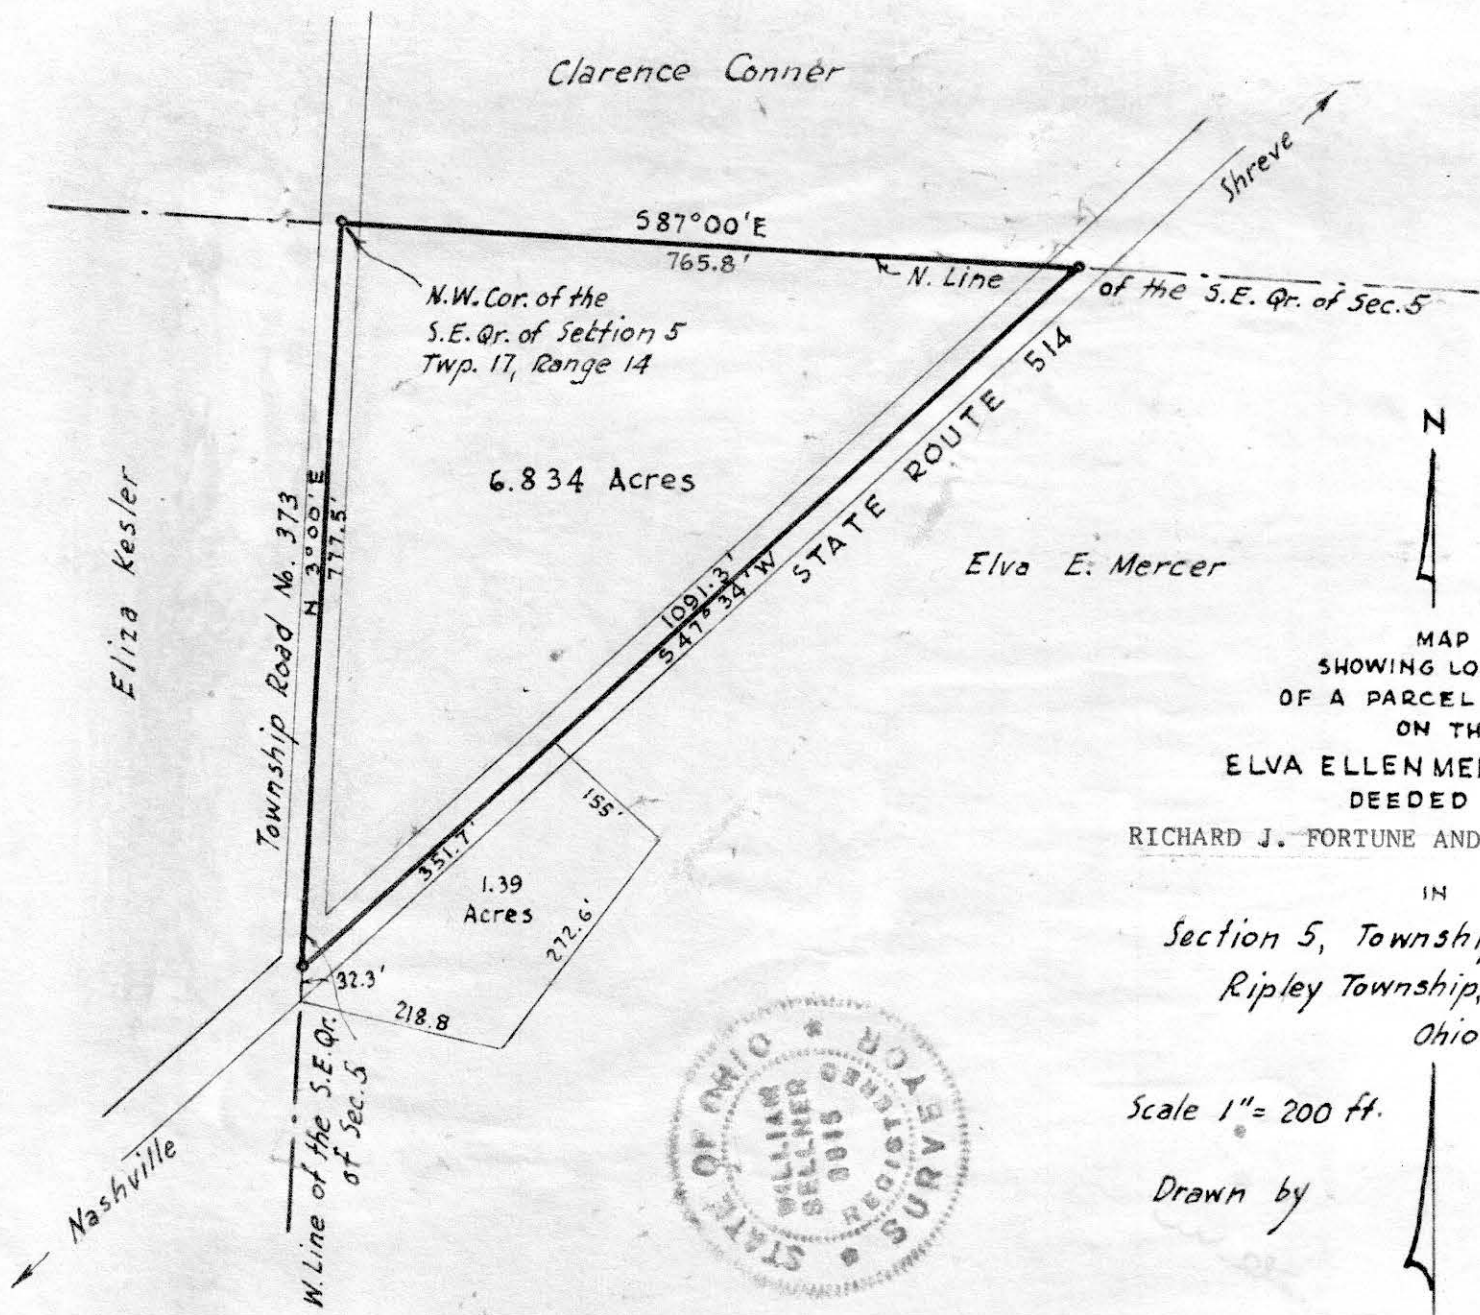 Clarence Conner
Shreve
S87°00'E
765.8'
N. Line
of the S.E. Qr. of Sec. 5
N.W. Cor. of the
S.E. Qr. of Section 5
Twp. 17, Range 14
6.834 Acres
STATE ROUTE 514
Eliza Kesler
Township Road No. 373
N 3°00'E
777.5'
1091.3'
S 47° 34' W
Elva E. Mercer
N
MAP
SHOWING LO
OF A PARCEL
ON TH
ELVA ELLEN MER
DEEDED
RICHARD J. FORTUNE AND
IN
Section 5, Townshi
Ripley Township,
Ohio
Scale 1"= 200 ft.
Drawn by
155'
351.7'
1.39
Acres
272.6'
32.3'
218.8
W. Line of the S.E. Qr.
of Sec. 5
Nashville
STATE OF OHIO
WILLIAM
SELLNER
REGISTERED
SURVEYOR